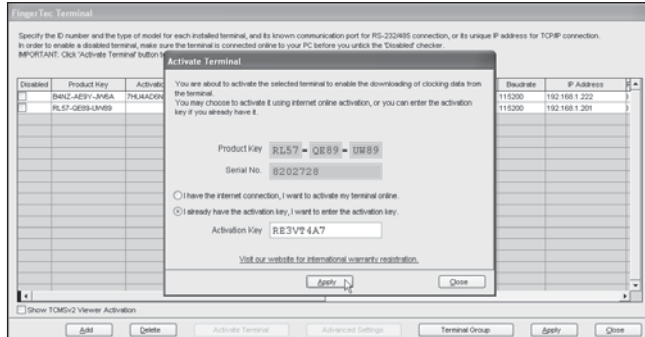 FingerTec Terminal
Specify the ID number and the type of model for each installed terminal, and its known communication port for RS-232/485 connection, or its unique IP address for TCP/IP connection.
In order to enable a disabled terminal, make sure the terminal is connected online to your PC before you untick the 'Disabled' checker.
IMPORTANT: Click 'Activate Terminal' button t
Activate Terminal
Disabled Product Key Activatio Baudrate IP Address
B4NZ-AE9Y-JW6A 7HU4AD6N 115200 192.168.1.222
RL57-QE89-UW89 115200 192.168.1.201
You are about to activate the selected terminal to enable the downloading of clocking data from
the terminal.
You may choose to activate it using internet online activation, or you can enter the activation
key if you already have it.
Product Key RL57 - QE89 - UW89
Serial No. 8202728
I have the internet connection, I want to activate my terminal online.
I already have the activation key, I want to enter the activation key.
Activation Key RE3VT4A7
Visit our website for international warranty registration.
Apply Close
Show TCMSv2 Viewer Activation
Add Delete Activate Terminal Advanced Settings Terminal Group Apply Close